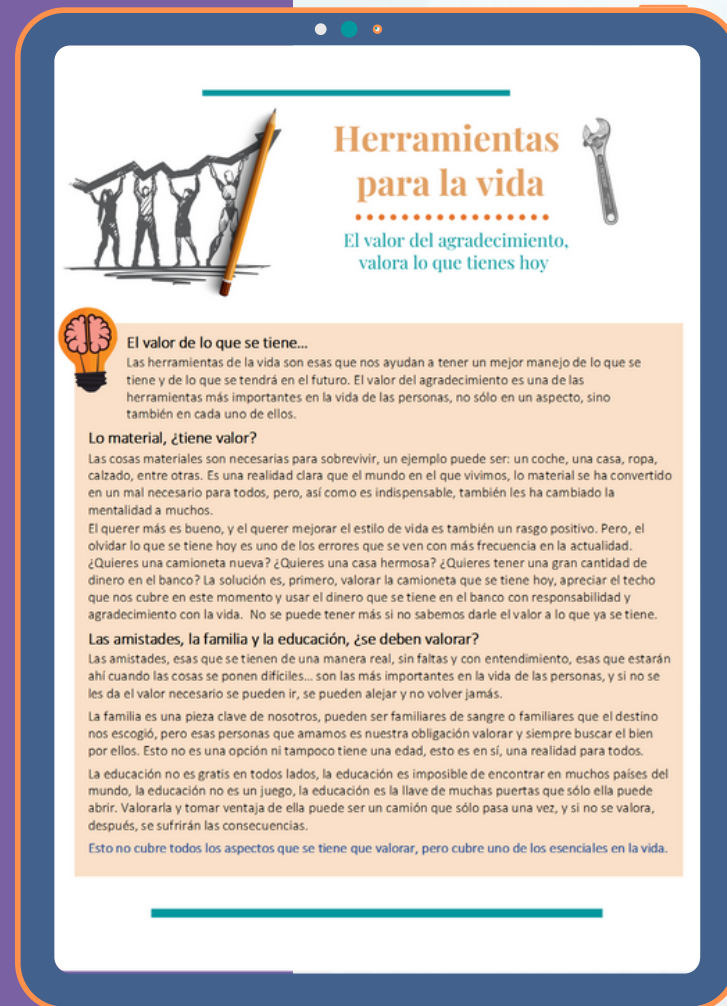 Herramientas
para la vida
El valor del agradecimiento,
valora lo que tienes hoy
El valor de lo que se tiene...
Las herramientas de la vida son esas que nos ayudan a tener un mejor manejo de lo que se
tiene y de lo que se tendrá en el futuro. El valor del agradecimiento es una de las
herramientas más importantes en la vida de las personas, no sólo en un aspecto, sino
también en cada uno de ellos.
Lo material, ¿tiene valor?
Las cosas materiales son necesarias para sobrevivir, un ejemplo puede ser: un coche, una casa, ropa,
calzado, entre otras. Es una realidad clara que el mundo en el que vivimos, lo material se ha convertido
en un mal necesario para todos, pero, así como es indispensable, también les ha cambiado la
mentalidad a muchos.
El querer más es bueno, y el querer mejorar el estilo de vida es también un rasgo positivo. Pero, el
olvidar lo que se tiene hoy es uno de los errores que se ven con más frecuencia en la actualidad.
¿Quieres una camioneta nueva? ¿Quieres una casa hermosa? ¿Quieres tener una gran cantidad de
dinero en el banco? La solución es, primero, valorar la camioneta que se tiene hoy, apreciar el techo
que nos cubre en este momento y usar el dinero que se tiene en el banco con responsabilidad y
agradecimiento con la vida. No se puede tener más si no sabemos darle el valor a lo que ya se tiene.
Las amistades, la familia y la educación, ¿se deben valorar?
Las amistades, esas que se tienen de una manera real, sin faltas y con entendimiento, esas que estarán
ahí cuando las cosas se ponen difíciles... son las más importantes en la vida de las personas, y si no se
les da el valor necesario se pueden ir, se pueden alejar y no volver jamás.
La familia es una pieza clave de nosotros, pueden ser familiares de sangre o familiares que el destino
nos escogió, pero esas personas que amamos es nuestra obligación valorar y siempre buscar el bien
por ellos. Esto no es una opción ni tampoco tiene una edad, esto es en sí, una realidad para todos.
La educación no es gratis en todos lados, la educación es imposible de encontrar en muchos países del
mundo, la educación no es un juego, la educación es la llave de muchas puertas que sólo ella puede
abrir. Valorarla y tomar ventaja de ella puede ser un camión que sólo pasa una vez, y si no se valora,
después, se sufrirán las consecuencias.
Esto no cubre todos los aspectos que se tiene que valorar, pero cubre uno de los esenciales en la vida.